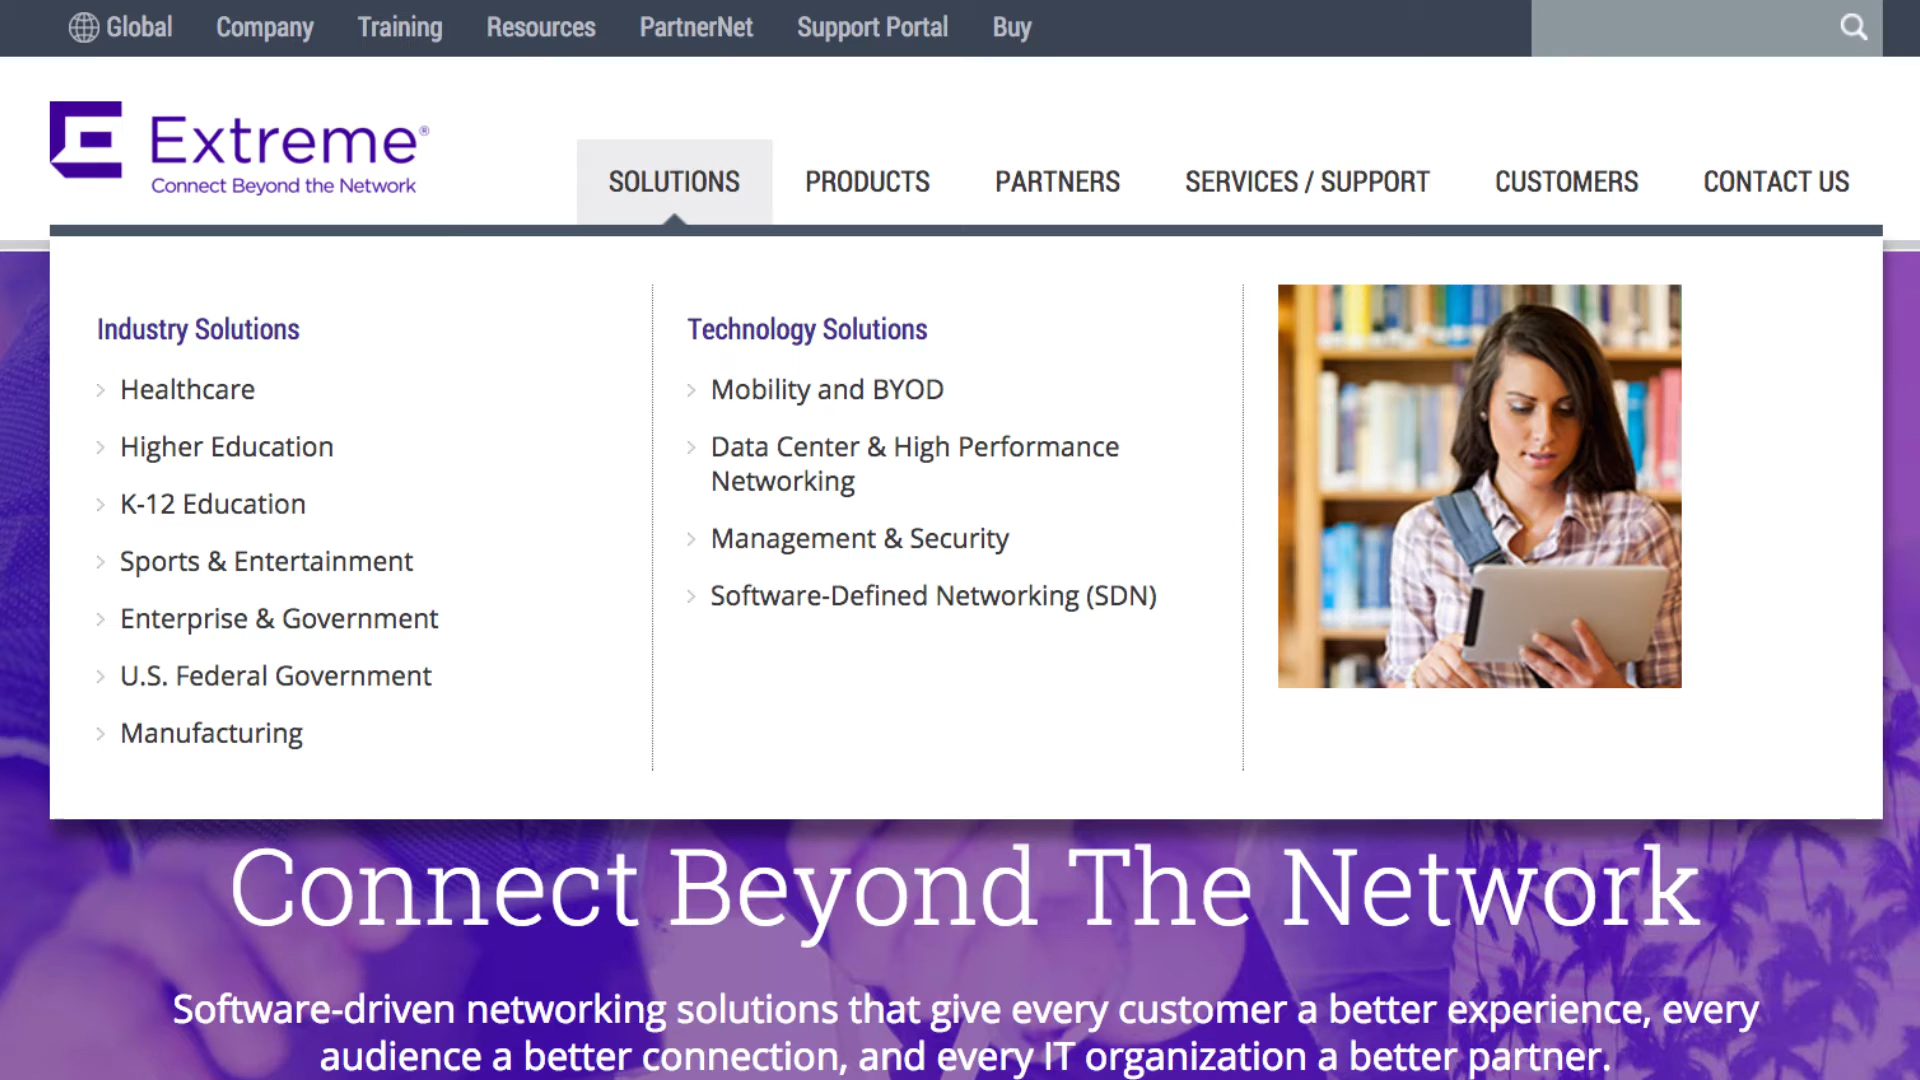 Global Company Training Resources PartnerNet Support Portal Buy
Extreme®
Connect Beyond the Network
SOLUTIONS PRODUCTS PARTNERS SERVICES / SUPPORT CUSTOMERS CONTACT US
Industry Solutions
Healthcare
Higher Education
K-12 Education
Sports & Entertainment
Enterprise & Government
U.S. Federal Government
Manufacturing
Technology Solutions
Mobility and BYOD
Data Center & High Performance
Networking
Management & Security
Software-Defined Networking (SDN)
Connect Beyond The Network
Software-driven networking solutions that give every customer a better experience, every
audience a better connection, and every IT organization a better partner.